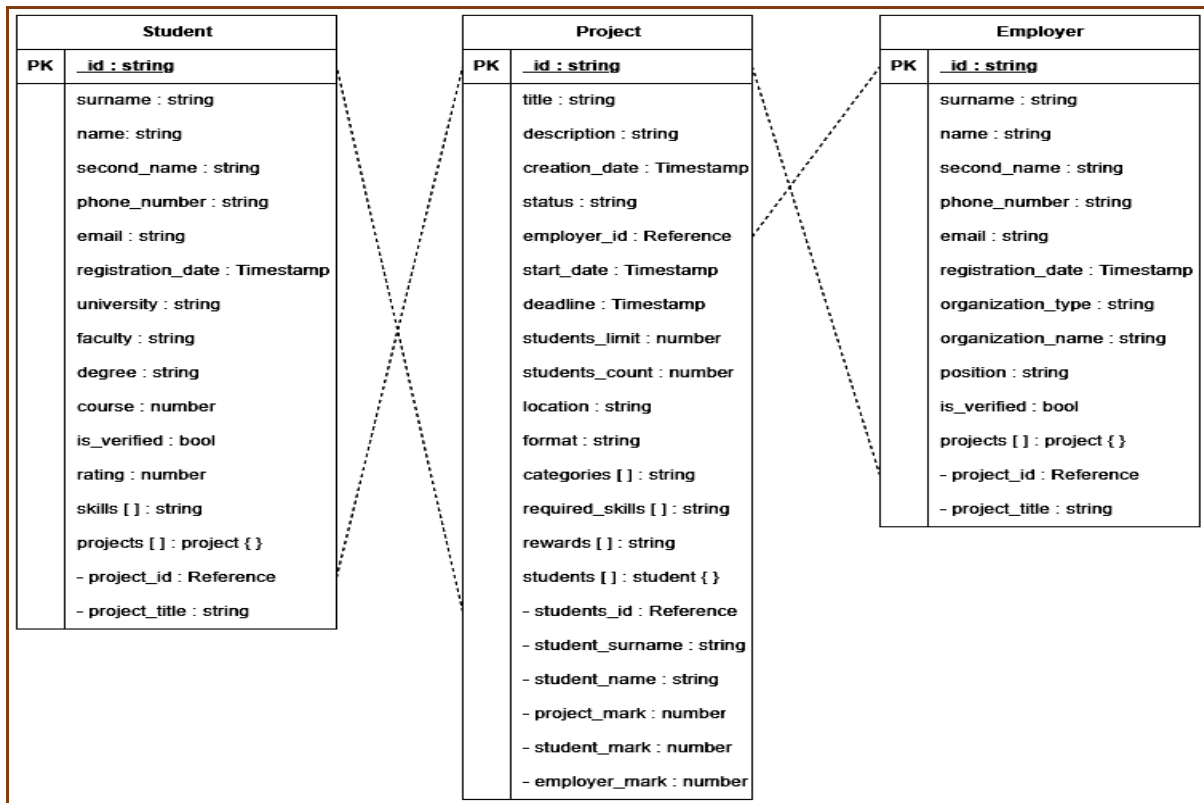 Student
PK _id : string
surname : string
name: string
second_name : string
phone_number : string
email : string
registration_date : Timestamp
university : string
faculty : string
degree : string
course : number
is_verified : bool
rating : number
skills [ ] : string
projects [ ] : project { }
- project_id : Reference
- project_title : string
Project
PK _id : string
title : string
description : string
creation_date : Timestamp
status : string
employer_id : Reference
start_date : Timestamp
deadline : Timestamp
students_limit : number
students_count : number
location : string
format : string
categories [ ] : string
required_skills [ ] : string
rewards [ ] : string
students [ ] : student { }
- students_id : Reference
- student_surname : string
- student_name : string
- project_mark : number
- student_mark : number
- employer_mark : number
Employer
PK _id : string
surname : string
name : string
second_name : string
phone_number : string
email : string
registration_date : Timestamp
organization_type : string
organization_name : string
position : string
is_verified : bool
projects [ ] : project { }
- project_id : Reference
- project_title : string